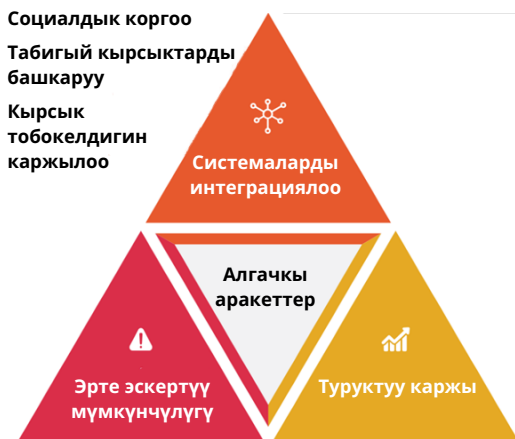 Социалдык коргоо
Табигый кырсыктарды
башкаруу
Кырсык
тобокелдигин
каржылоо
Системаларды
интеграциялоо
Алгачкы
аракеттер
Эрте эскертүү
мүмкүнчүлүгү
Туруктуу каржы